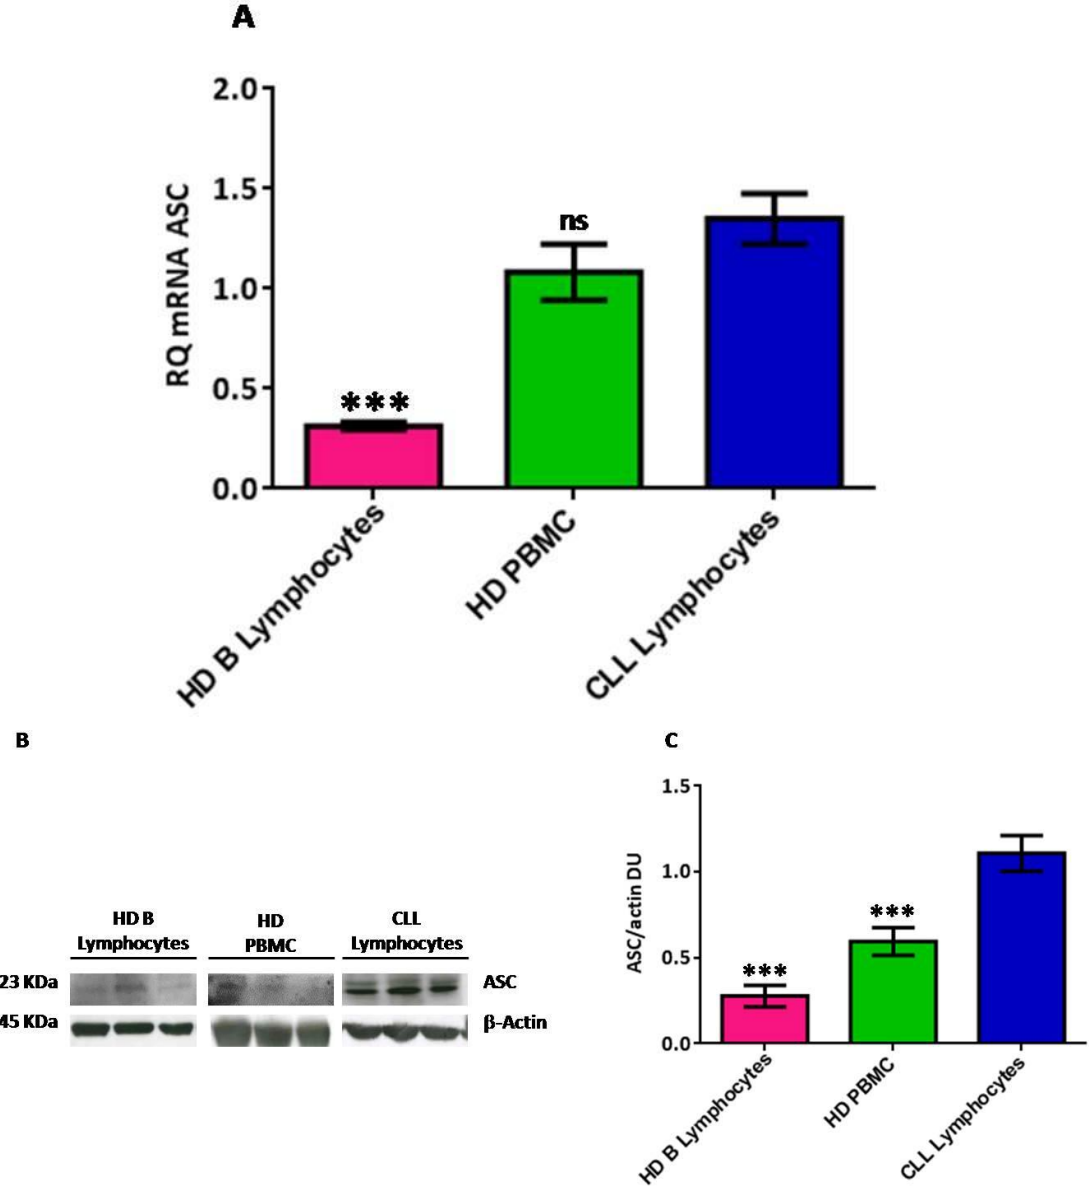 A
2.0
1.5
1.0
0.5
0.0
RQ mRNA ASC
ns
***
HD B Lymphocytes
HD PBMC
CLL Lymphocytes
B
HD B
Lymphocytes
HD
PBMC
CLL
Lymphocytes
23 KDa
ASC
45 KDa
β-Actin
C
1.5
1.0
0.5
0.0
ASC/actin DU
***
***
HD B Lymphocytes
HD PBMC
CLL Lymphocytes